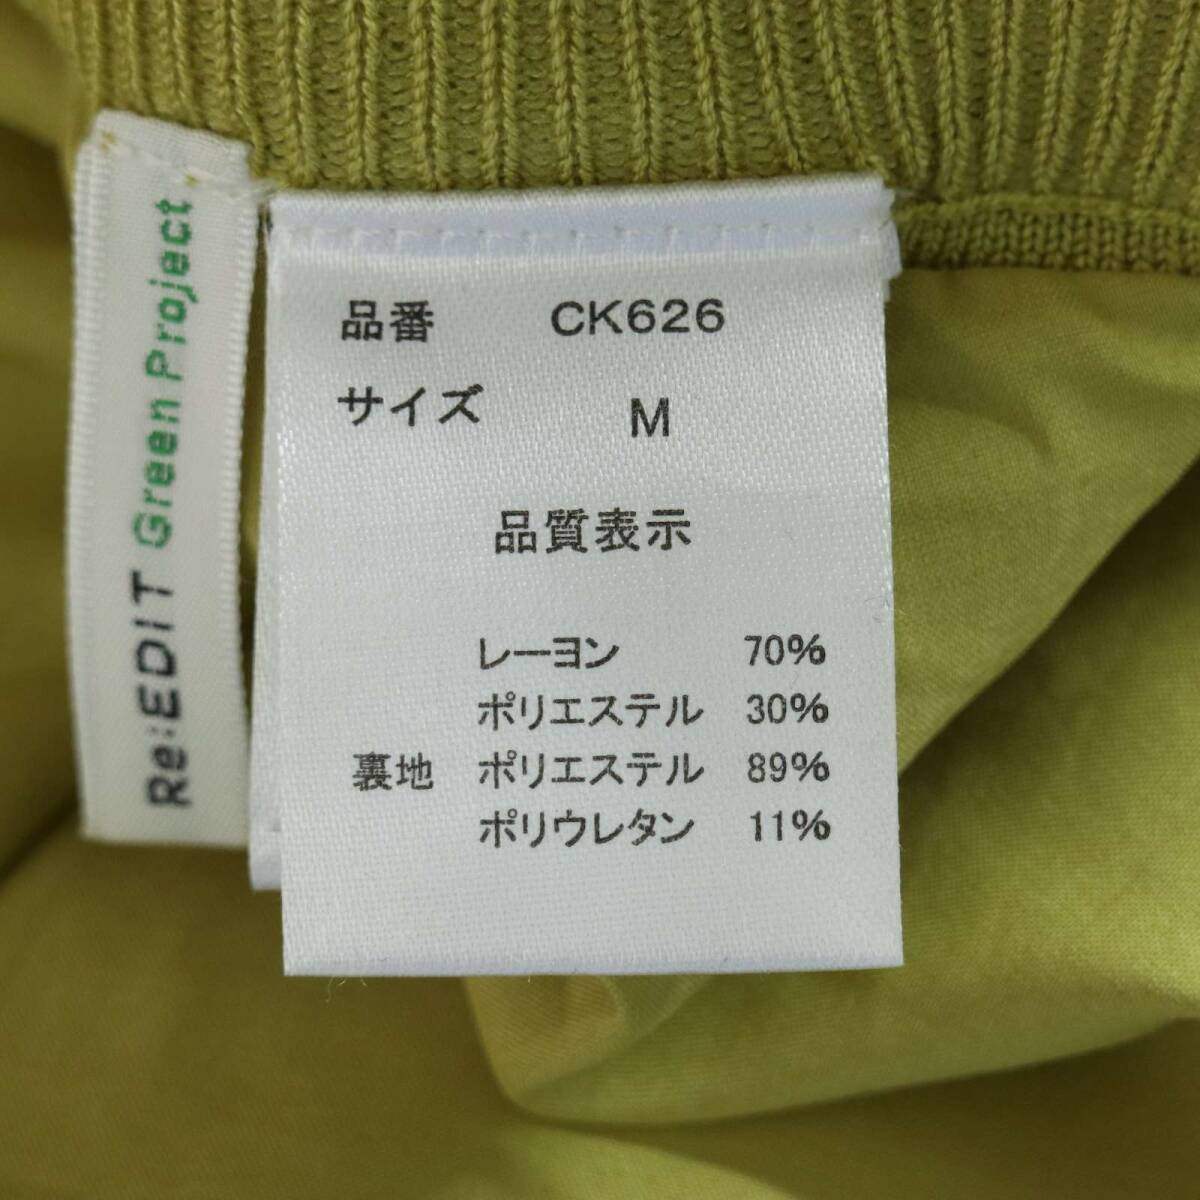 Re:EDIT Green Project
品番 CK626
サイズ M
品質表示
レーヨン 70%
ポリエステル 30%
裏地 ポリエステル 89%
ポリウレタン 11%